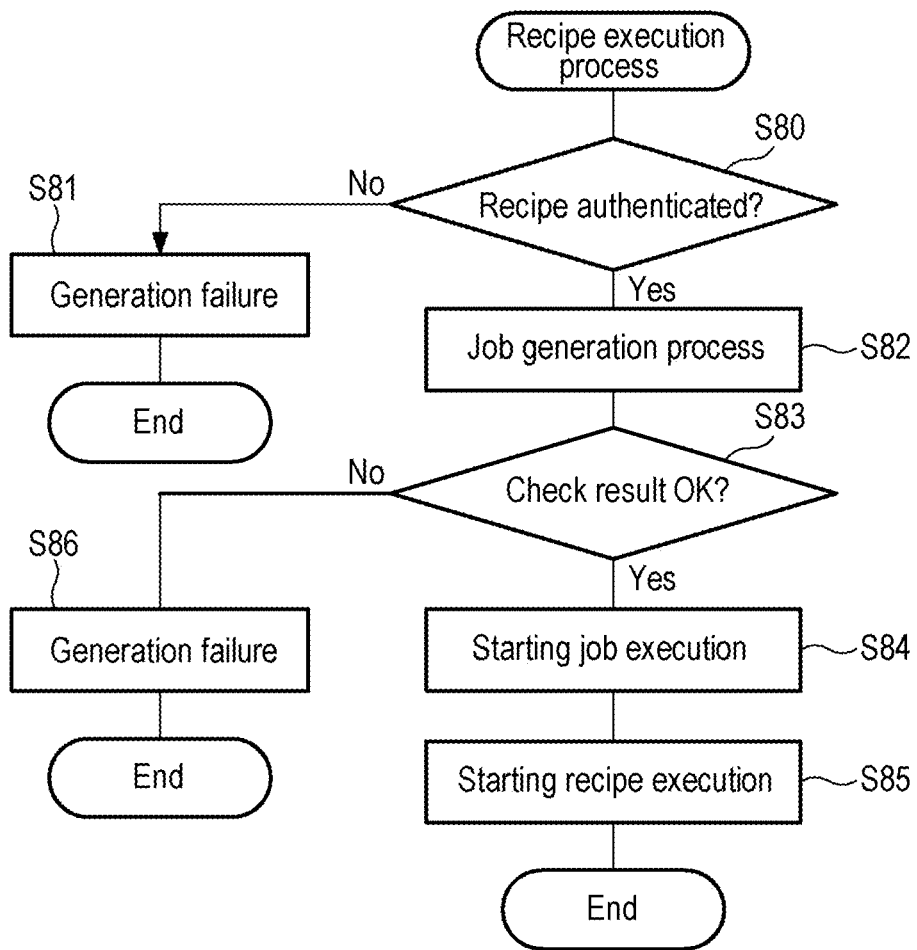 Recipe execution
process
S80
Recipe authenticated?
No
S81
Generation failure
End
Yes
Job generation process
S82
S83
Check result OK?
No
S86
Generation failure
End
Yes
Starting job execution
S84
Starting recipe execution
S85
End